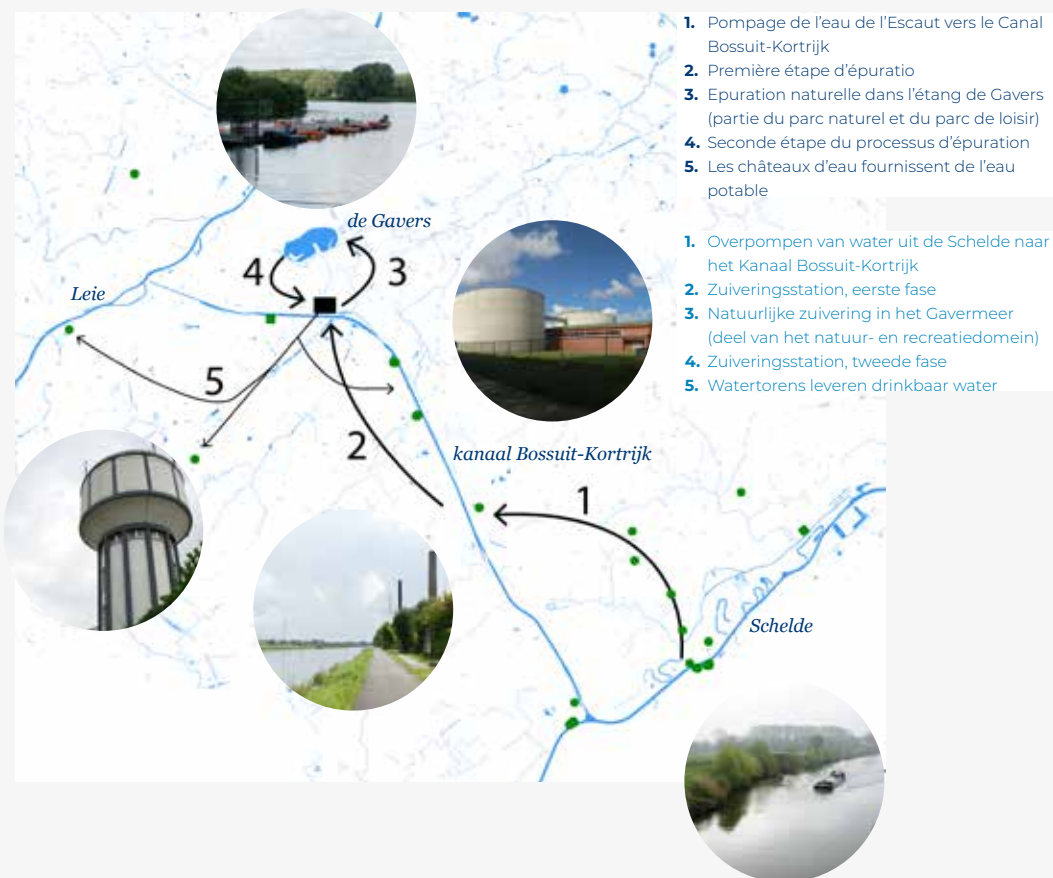 1. Pompage de l'eau de l'Escaut vers le Canal
Bossuit-Kortrijk
2. Première étape d'épuratio
3. Epuration naturelle dans l'étang de Gavers
(partie du parc naturel et du parc de loisir)
4. Seconde étape du processus d'épuration
5. Les châteaux d'eau fournissent de l'eau
potable
1. Overpompen van water uit de Schelde naar
het Kanaal Bossuit-Kortrijk
2. Zuiveringsstation, eerste fase
3. Natuurlijke zuivering in het Gavermeer
(deel van het natuur- en recreatiedomein)
4. Zuiveringsstation, tweede fase
5. Watertorens leveren drinkbaar water
de Gavers
4
3
Leie
5
2
kanaal Bossuit-Kortrijk
1
Schelde